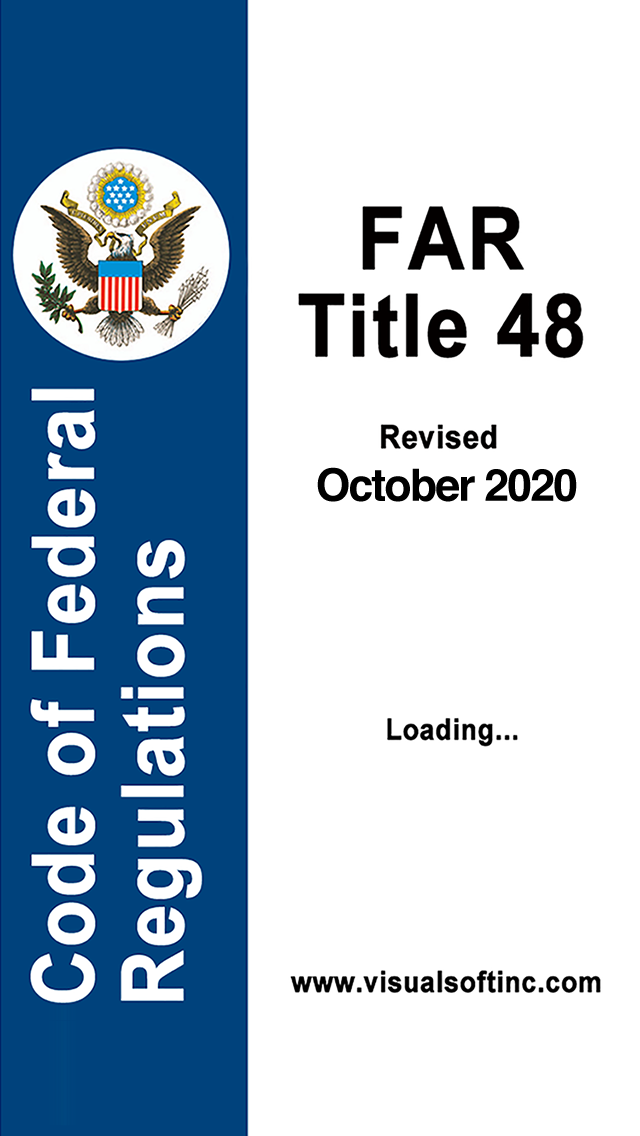 Code of Federal
Regulations
FAR
Title 48
Revised
October 2020
Loading...
www.visualsoftinc.com